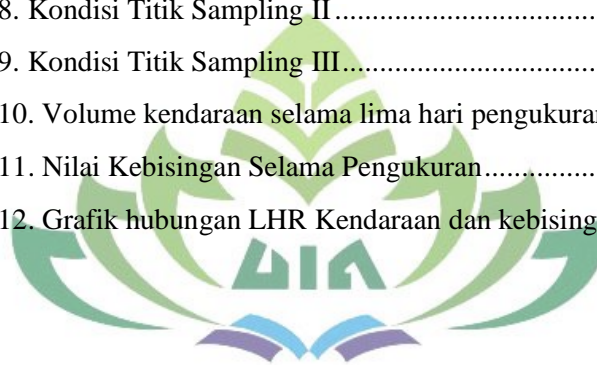 8. Kondisi Titik Sampling II..............................
9. Kondisi Titik Sampling III.............................
10. Volume kendaraan selama lima hari pengukuran
11. Nilai Kebisingan Selama Pengukuran..............
12. Grafik hubungan LHR Kendaraan dan kebising
UIN